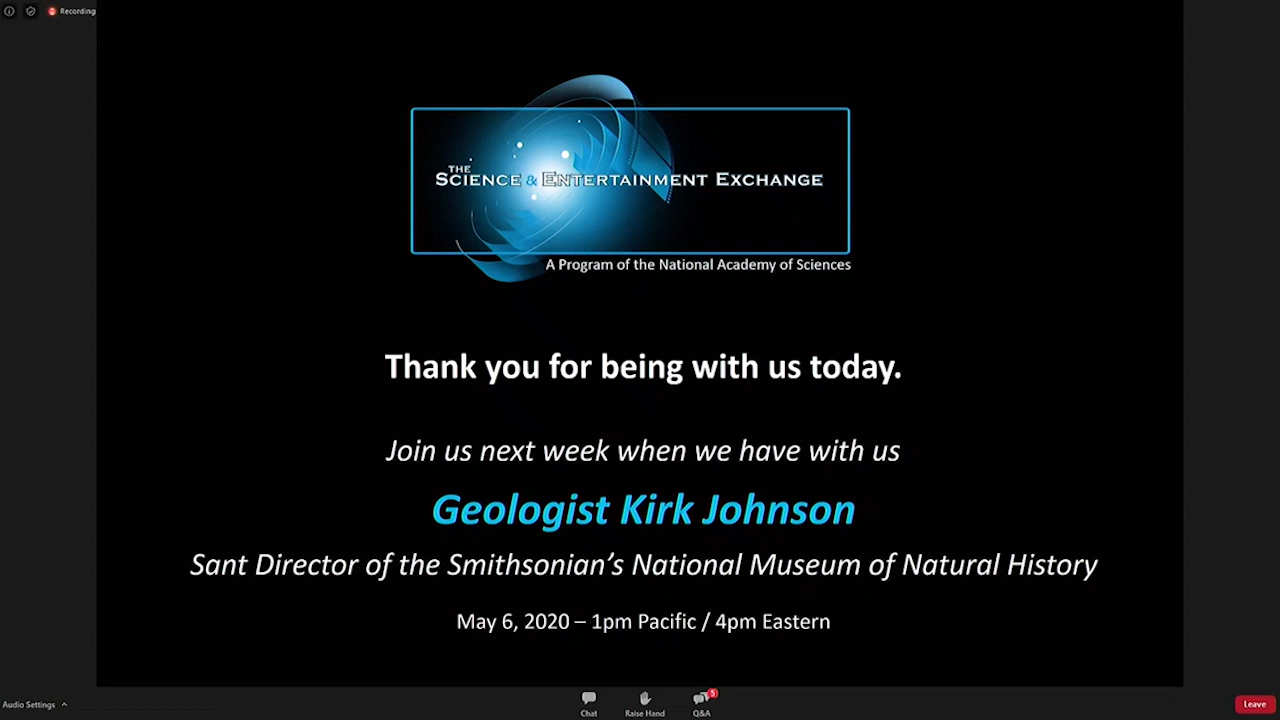 Recording
THE
SCIENCE & ENTERTAINMENT EXCHANGE
A Program of the National Academy of Sciences
Thank you for being with us today.
Join us next week when we have with us
Geologist Kirk Johnson
Sant Director of the Smithsonian's National Museum of Natural History
May 6, 2020 – 1pm Pacific / 4pm Eastern
Audio Settings
Chat
Raise Hand
5
Q&A
Leave